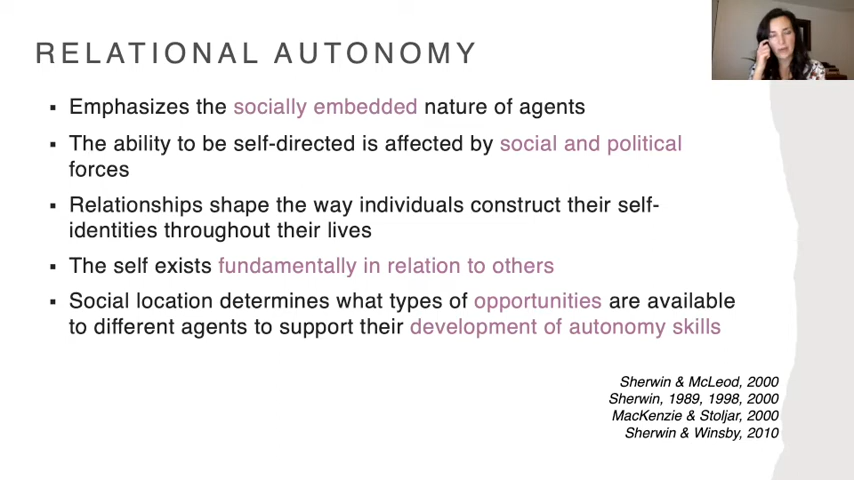 RELATIONAL AUTONOMY
▪ Emphasizes the socially embedded nature of agents
▪ The ability to be self-directed is affected by social and political
forces
▪ Relationships shape the way individuals construct their self-
identities throughout their lives
▪ The self exists fundamentally in relation to others
▪ Social location determines what types of opportunities are available
to different agents to support their development of autonomy skills
Sherwin & McLeod, 2000
Sherwin, 1989, 1998, 2000
MacKenzie & Stoljar, 2000
Sherwin & Winsby, 2010